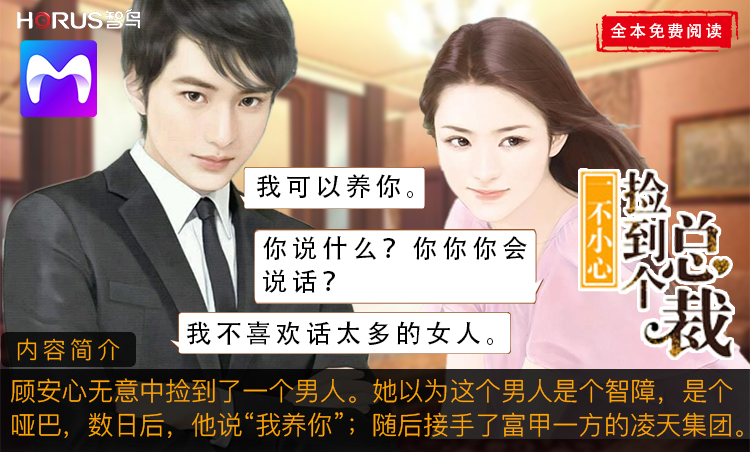 HORUS智鸟
全本免费阅读
我可以养你。
你说什么？你你你会
说话？
我不喜欢话太多的女人。
一不小心
捡到个
总裁
内容简介
顾安心无意中捡到了一个男人。她以为这个男人是个智障，是个
哑巴，数日后，他说“我养你”；随后接手了富甲一方的凌天集团。